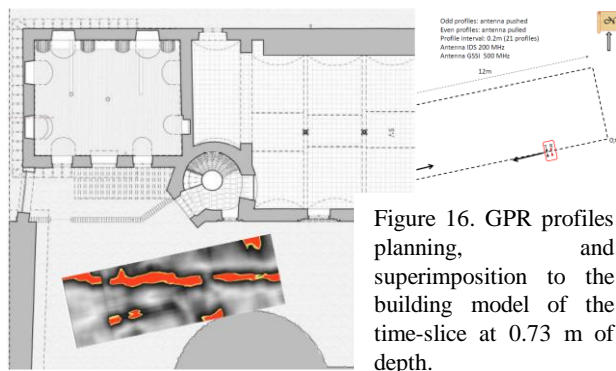 Odd profiles: antenna pushed
Even profiles: antenna pulled
Profile Interval: 0.2m (21 profiles)
Antenna IDS 200 MHz
Antenna GSSI 500 MHz
12m
Figure 16. GPR profiles
planning, and
superimposition to the
building model of the
time-slice at 0.73 m of
depth.